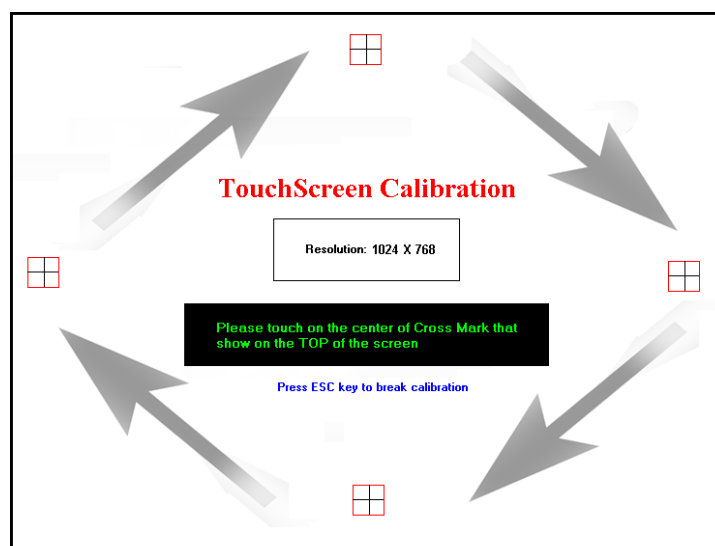 TouchScreen Calibration
Resolution: 1024 X 768
Please touch on the center of Cross Mark that
show on the TOP of the screen
Press ESC key to break calibration